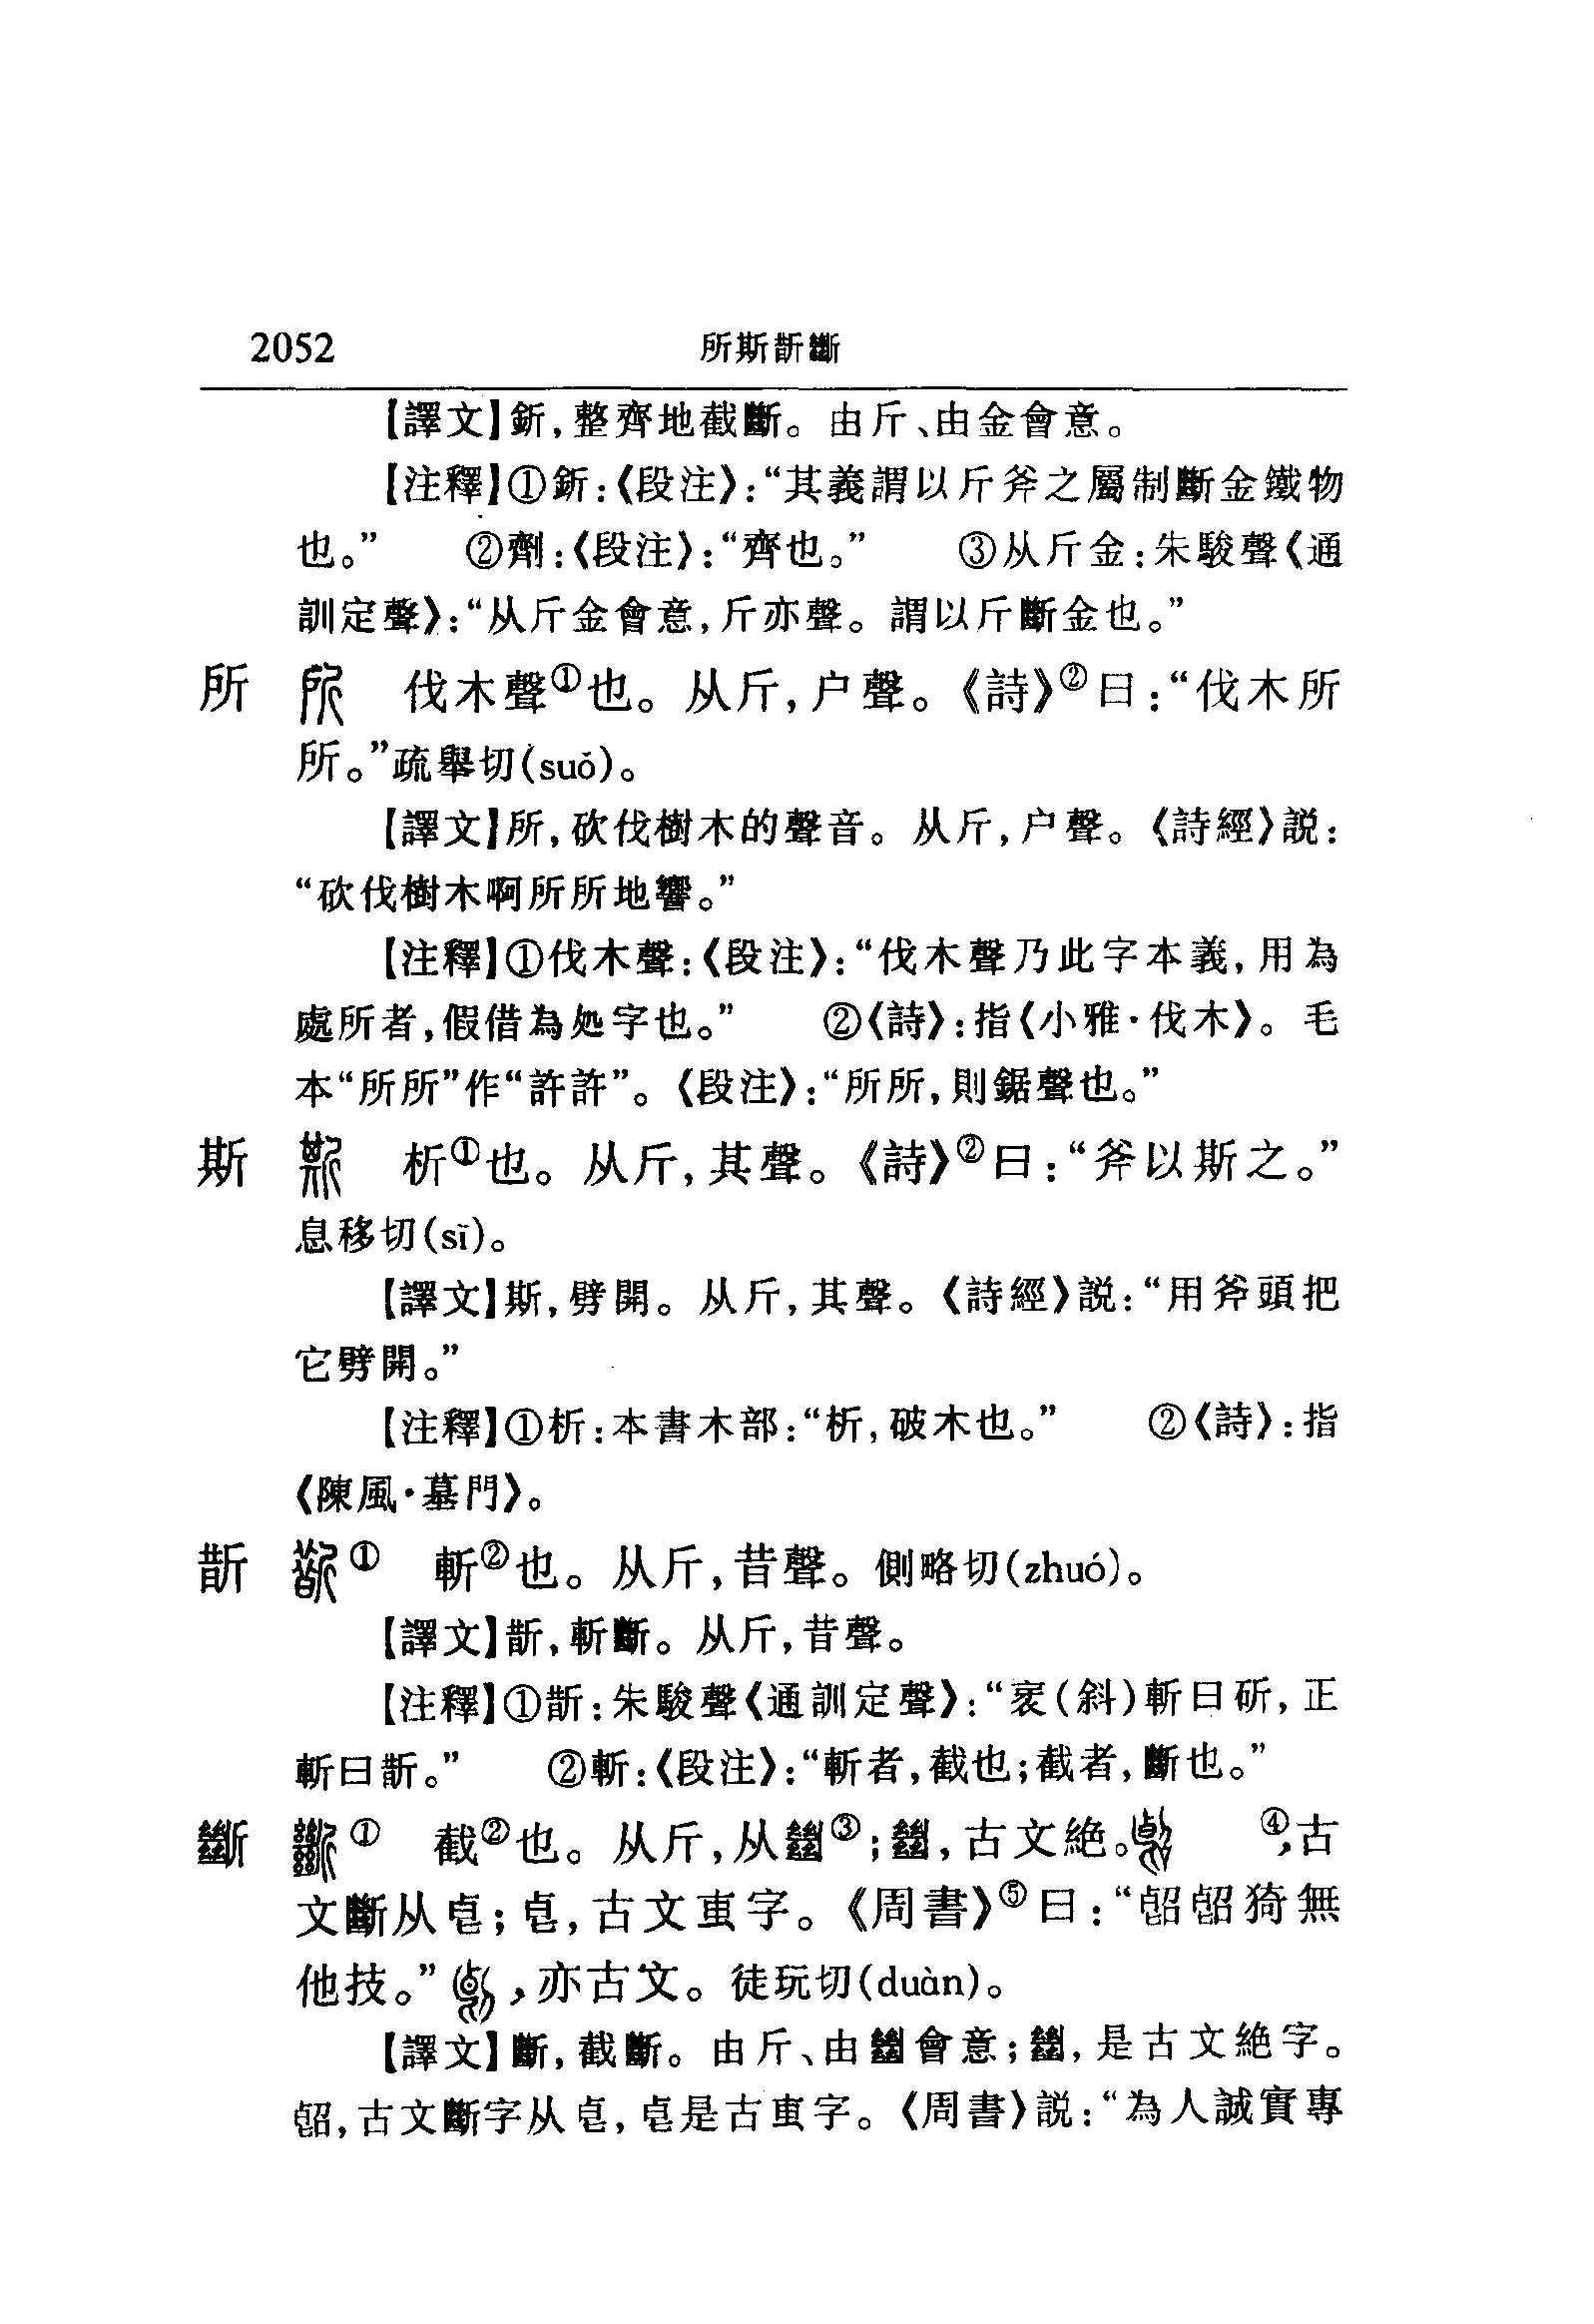 2052 所斯斮斷
【譯文】釿,整齊地截斷。由斤、由金會意。
【注釋】①釿:《段注》:“其義謂以斤斧之屬制斷金鐵物
也。” ②劑:《段注》:“齊也。” ③从斤金:朱駿聲《通
訓定聲》:“从斤金會意,斤亦聲。謂以斤斷金也。”
所 伐木聲①也。从斤,户聲。《詩》②曰:“伐木所
所。”疏舉切(suǒ)。
【譯文】所,砍伐樹木的聲音。从斤,户聲。《詩經》説:
“砍伐樹木啊所所地響。”
【注釋】①伐木聲:《段注》:“伐木聲乃此字本義,用為
處所者,假借為処字也。” ②《詩》:指《小雅·伐木》。毛
本“所所”作“許許”。《段注》:“所所,則鋸聲也。”
斯 析①也。从斤,其聲。《詩》②曰:“斧以斯之。”
息移切(sī)。
【譯文】斯,劈開。从斤,其聲。《詩經》説:“用斧頭把
它劈開。”
【注釋】①析:本書木部:“析,破木也。” ②《詩》:指
《陳風·墓門》。
斮 ① 斬②也。从斤,昔聲。側略切(zhuó)。
【譯文】斮,斬斷。从斤,昔聲。
【注釋】①斮:朱駿聲《通訓定聲》:“衺(斜)斬曰斫,正
斬曰斮。” ②斬:《段注》:“斬者,截也;截者,斷也。”
斷 ① 截②也。从斤,从𢇍③;𢇍,古文絶。 ④,古
文斷从𠧢;𠧢,古文叀字。《周書》⑤曰:“𠸿𠸿猗無
他技。” ,亦古文。徒玩切(duàn)。
【譯文】斷,截斷。由斤、由𢇍會意;𢇍,是古文絶字。
,古文斷字从𠧢,𠧢是古叀字。《周書》説:“為人誠實專